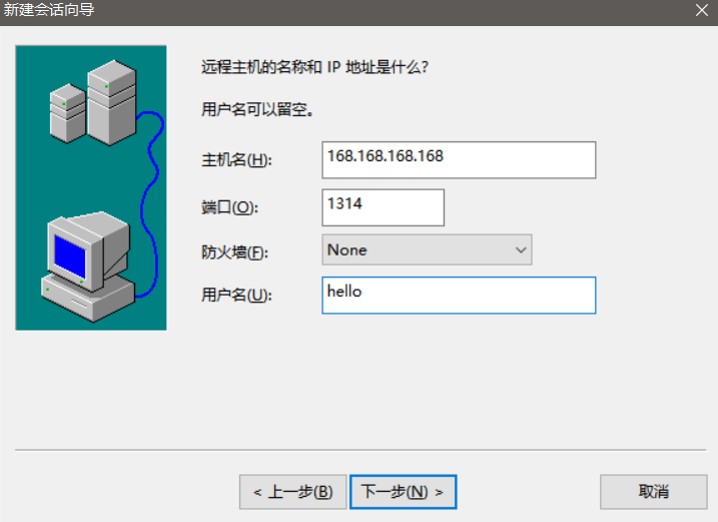 新建会话向导
远程主机的名称和 IP 地址是什么?
用户名可以留空。
主机名(H): 168.168.168.168
端口(O): 1314
防火墙(F): None
用户名(U): hello
< 上一步(B) 下一步(N) > 取消